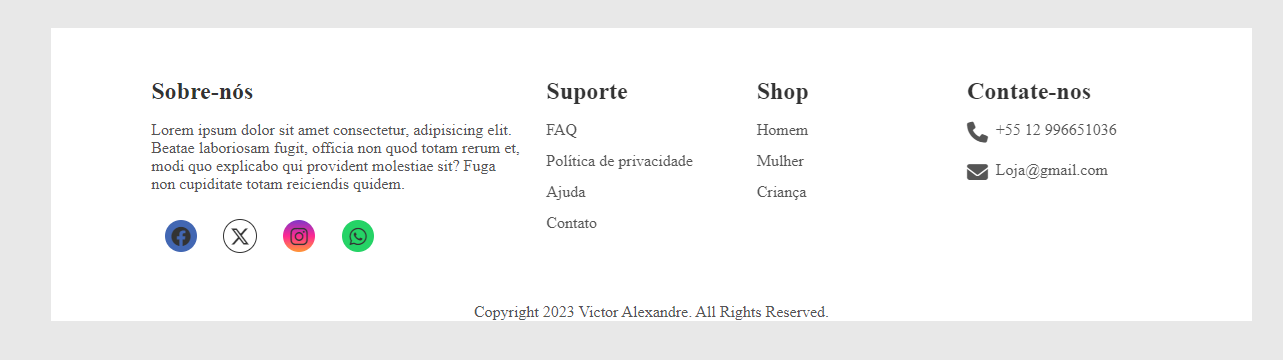 Sobre-nós
Lorem ipsum dolor sit amet consectetur, adipisicing elit.
Beatae laboriosam fugit, officia non quod totam rerum et,
modi quo explicabo qui provident molestiae sit? Fuga
non cupiditate totam reiciendis quidem.
Suporte
FAQ
Política de privacidade
Ajuda
Contato
Shop
Homem
Mulher
Criança
Contate-nos
+55 12 996651036
Loja@gmail.com
Copyright 2023 Victor Alexandre. All Rights Reserved.